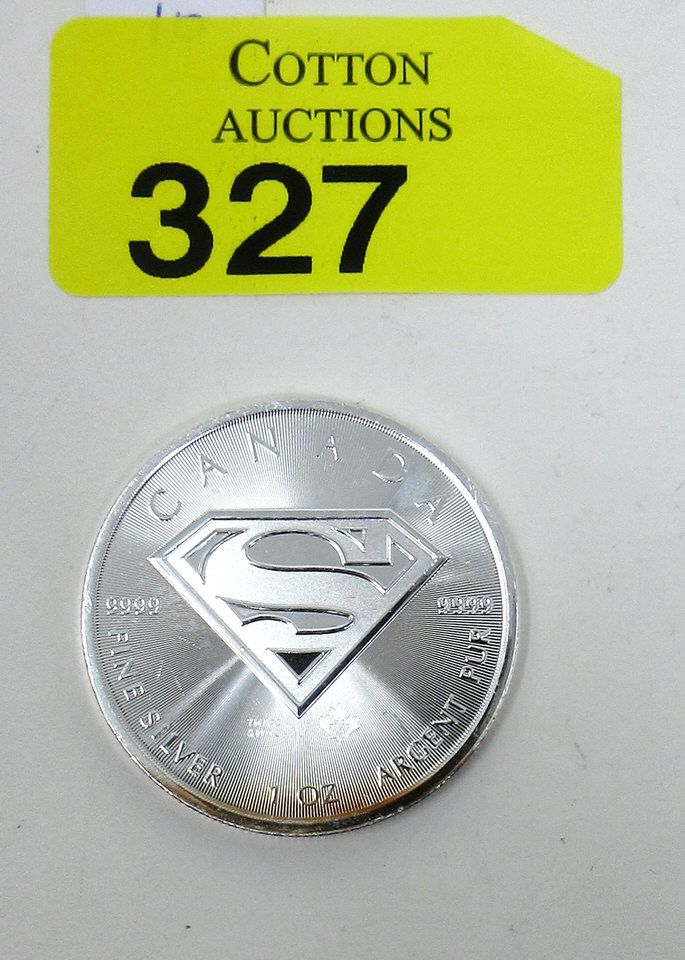 COTTON
AUCTIONS
327
CANADA
S
9999
9999
FINE SILVER
1 OZ
ARGENT PUR